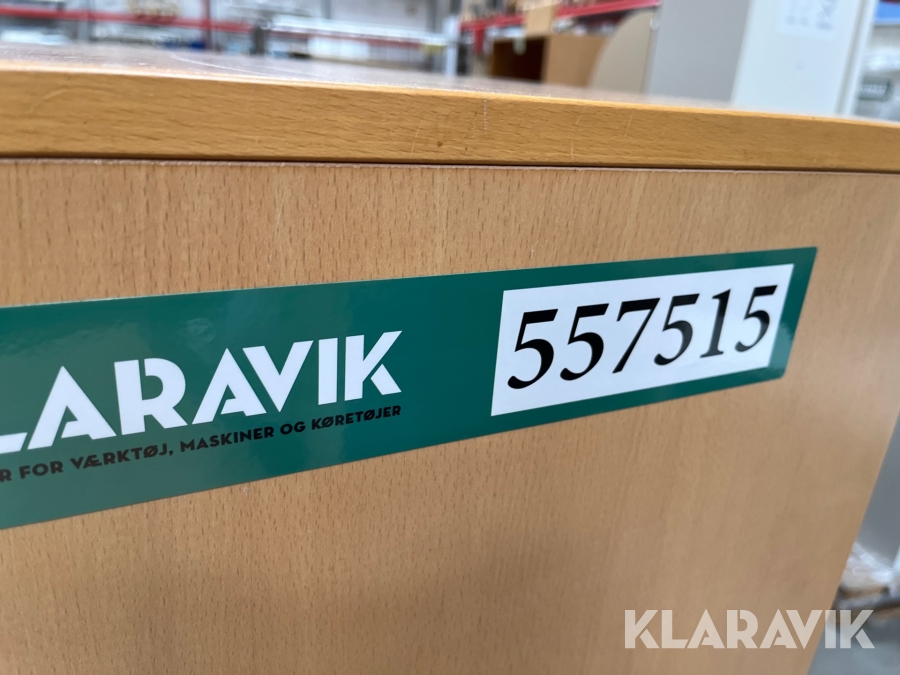 LARAVIK
R FOR VÆRKTØJ, MASKINER OG KØRETØJER
557515
KLARAVIK